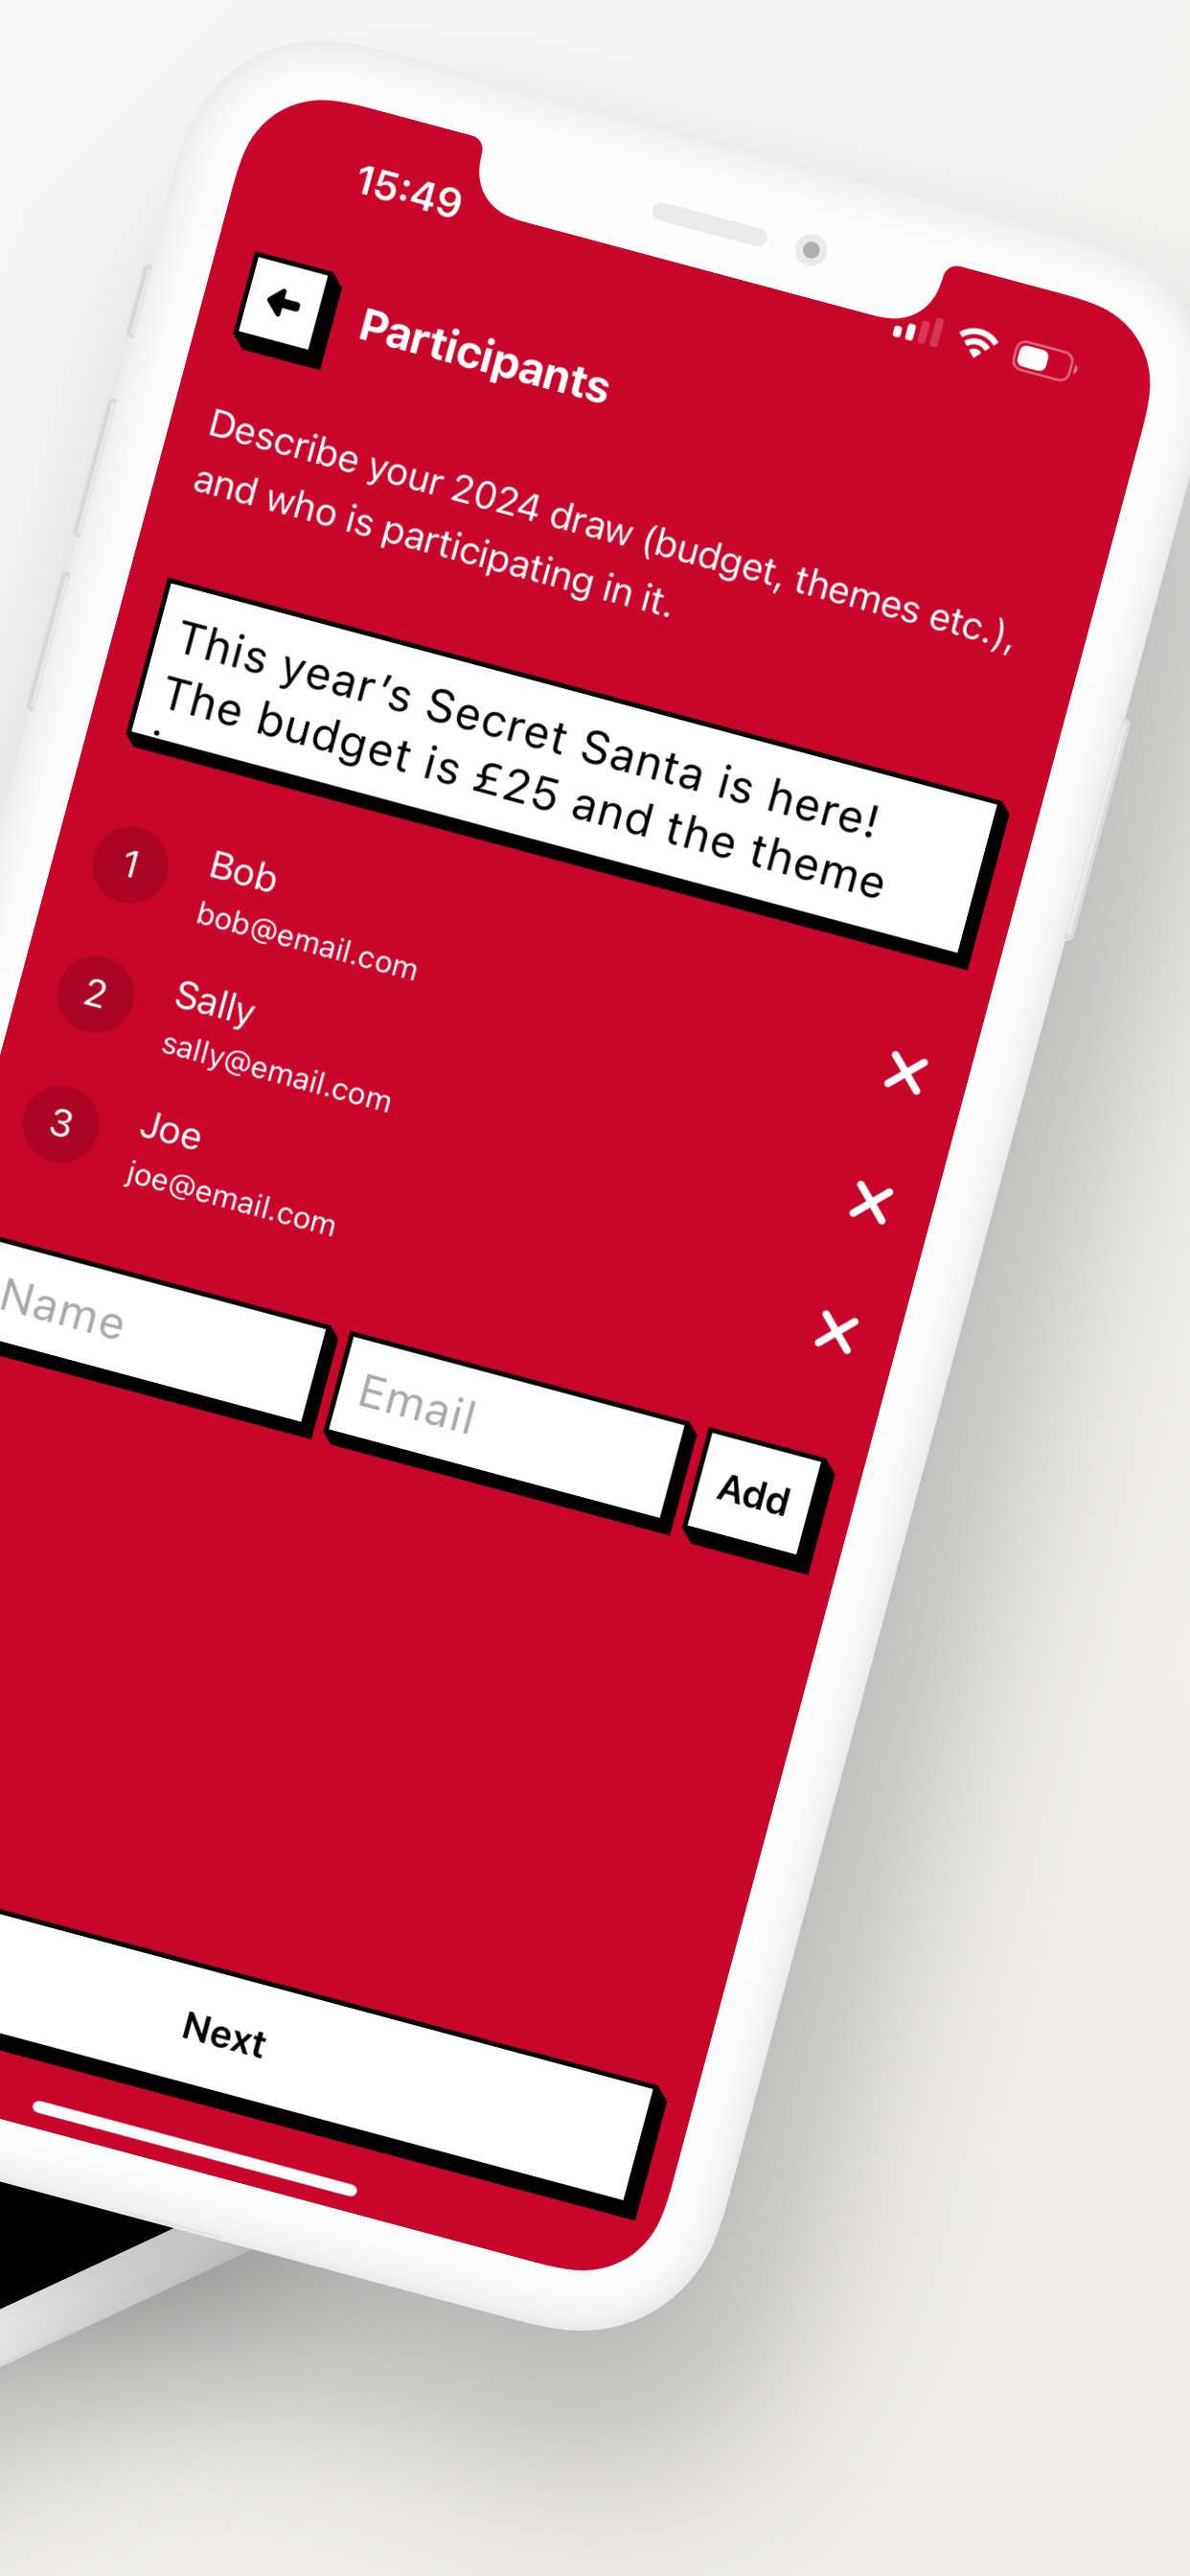 15:49
Participants
Describe your 2024 draw (budget, themes etc.),
and who is participating in it.
This year’s Secret Santa is here!
The budget is £25 and the theme
1
Bob
bob@email.com
2
Sally
sally@email.com
3
Joe
joe@email.com
Name
Email
Add
Next